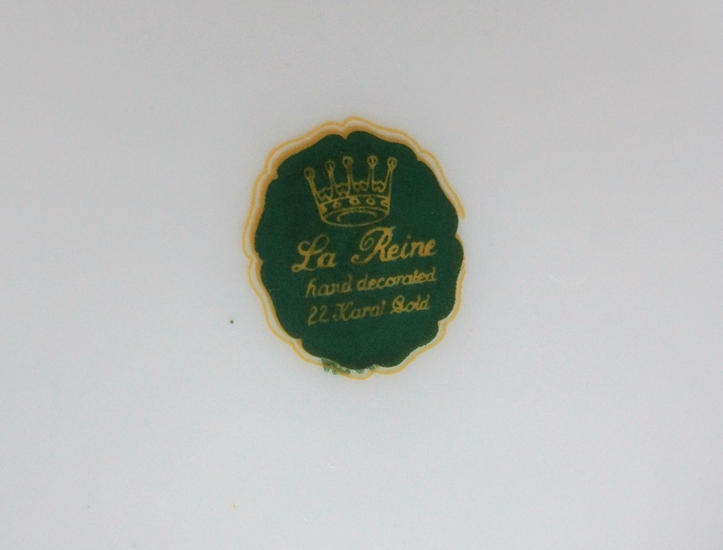 La Reine
hand decorated
22 Karat Gold